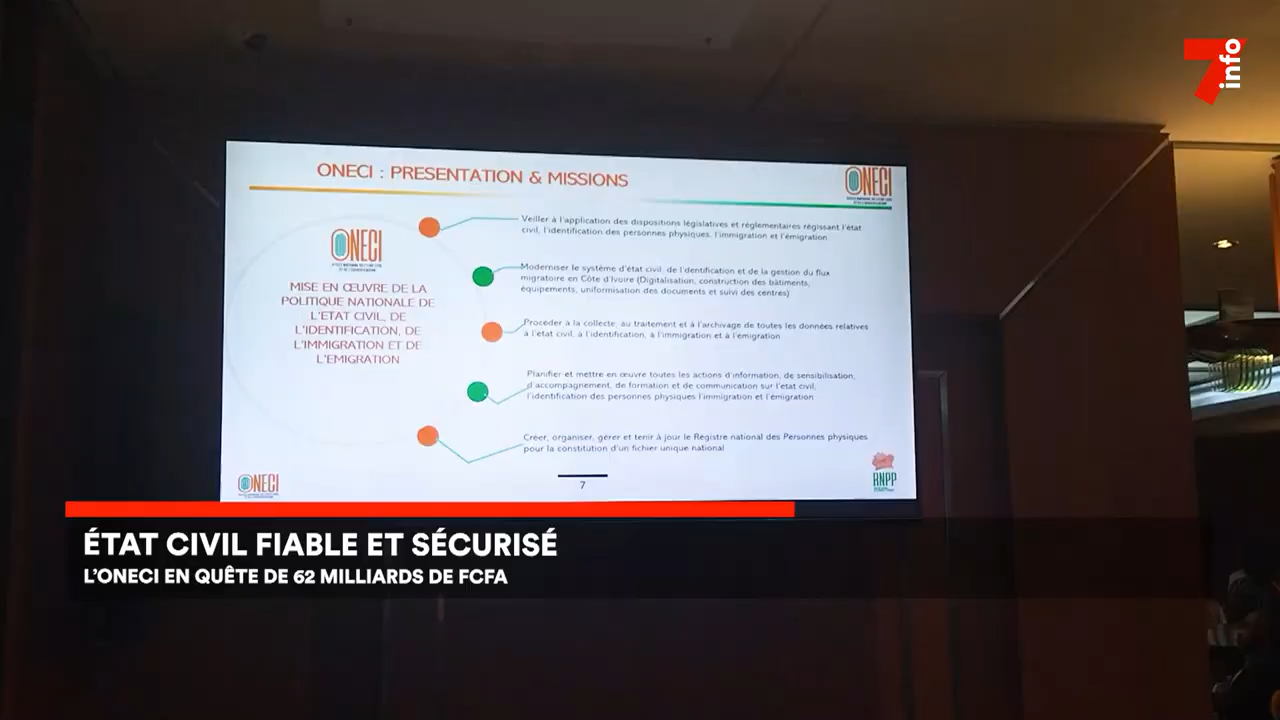 7 info
ONECI : PRESENTATION & MISSIONS
ONECI
ONECI
MISE EN ŒUVRE DE LA
POLITIQUE NATIONALE DE
L'ETAT CIVIL, DE
L'IDENTIFICATION, DE
L'IMMIGRATION ET DE
L'EMIGRATION
Veiller à l'application des dispositions législatives et réglementaires régissant l'état
civil, l'identification des personnes physiques, l'immigration et l'émigration.
Moderniser le système d'état civil, de l'dentification et de la gestion du flux
migratoire en Côte d'Ivoire (Digitalisation, construction des bâtiments,
équipements, uniformisation des documents et suivi des centres)
Procéder à la collecte, au traitement et à l'archivage de toutes les données relatives
à l'état civil, à l'identification, à l'immigration et à l'émigration
Planifier et mettre en œuvre toutes les actions d'information, de sensibilisation,
d'accompagnement, de formation et de communication sur l'état civil,
l'identification des personnes physiques l'immigration et l'émigration
Créer, organiser, gérer et tenir à jour le Registre national des Personnes physiques
pour la constitution d'un fichier unique national
ONECI
7
RNPP
ÉTAT CIVIL FIABLE ET SÉCURISÉ
L'ONECI EN QUÊTE DE 62 MILLIARDS DE FCFA